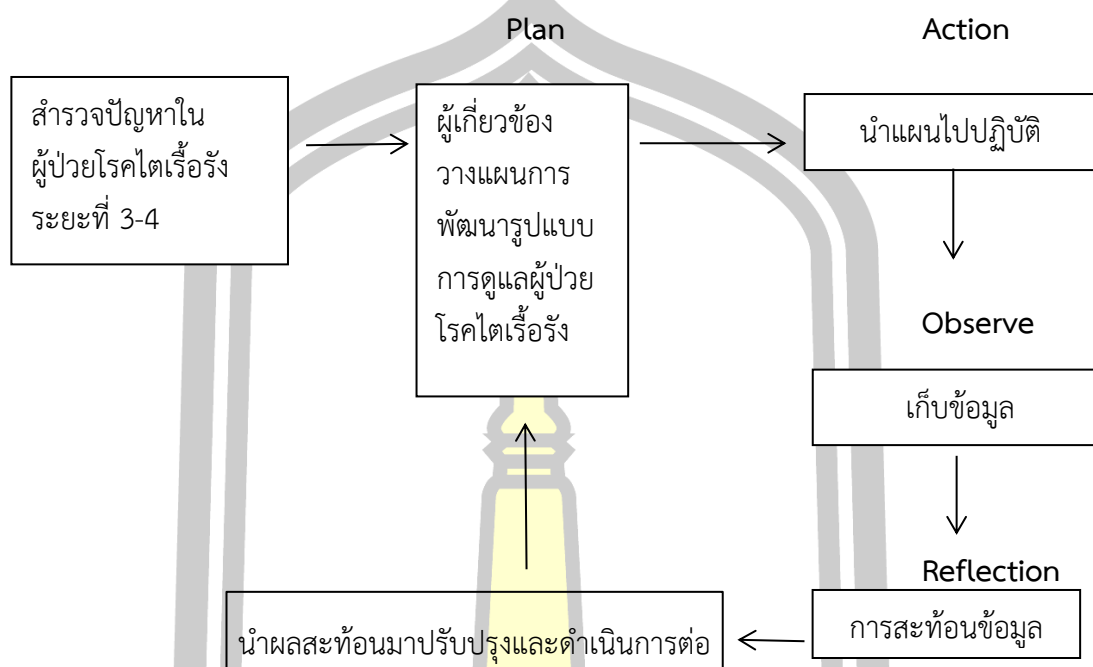 Plan
Action
สำรวจปัญหาใน
ผู้ป่วยโรคไตเรื้อรัง
ระยะที่ 3-4
ผู้เกี่ยวข้อง
วางแผนการ
พัฒนารูปแบบ
การดูแลผู้ป่วย
โรคไตเรื้อรัง
นำแผนไปปฏิบัติ
Observe
เก็บข้อมูล
Reflection
การสะท้อนข้อมูล
นำผลสะท้อนมาปรับปรุงและดำเนินการต่อ